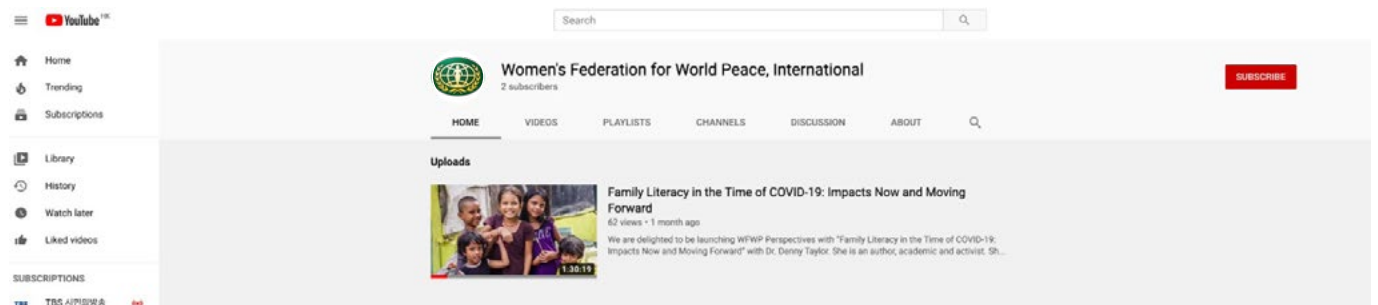 YouTube HK
Search
Home
Trending
Subscriptions
Library
History
Watch later
Liked videos
SUBSCRIPTIONS
TBS
Women's Federation for World Peace, International
2 subscribers
SUBSCRIBE
HOME VIDEOS PLAYLISTS CHANNELS DISCUSSION ABOUT
Uploads
1:30:19
Family Literacy in the Time of COVID-19: Impacts Now and Moving
Forward
62 views • 1 month ago
We are delighted to be launching WFWP Perspectives with "Family Literacy in the Time of COVID-19:
Impacts Now and Moving Forward" with Dr. Denny Taylor. She is an author, academic and activist. Sh...